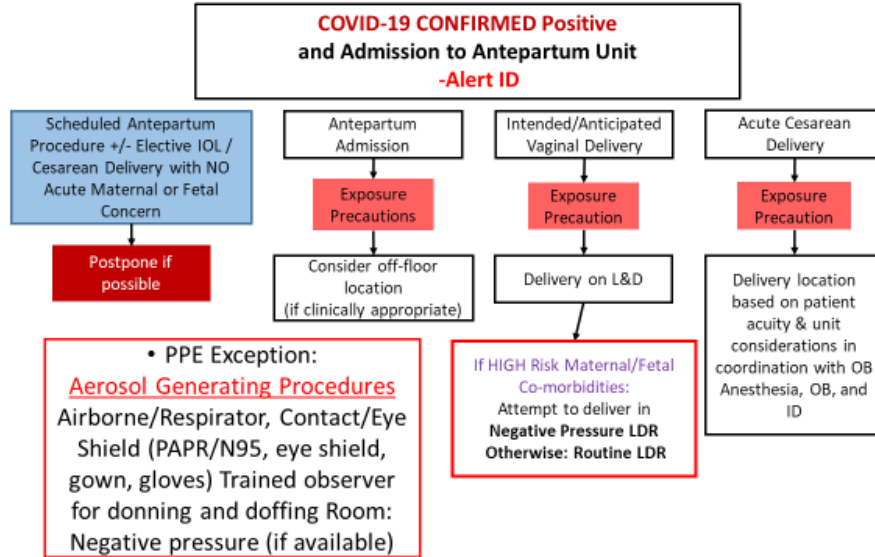 COVID-19 CONFIRMED Positive
and Admission to Antepartum Unit
-Alert ID
Scheduled Antepartum
Procedure +/- Elective IOL /
Cesarean Delivery with NO
Acute Maternal or Fetal
Concern
Postpone if
possible
Antepartum
Admission
Exposure
Precautions
Consider off-floor
location
(if clinically appropriate)
Intended/Anticipated
Vaginal Delivery
Exposure
Precaution
Delivery on L&D
If HIGH Risk Maternal/Fetal
Co-morbidities:
Attempt to deliver in
Negative Pressure LDR
Otherwise: Routine LDR
Acute Cesarean
Delivery
Exposure
Precaution
Delivery location
based on patient
acuity & unit
considerations in
coordination with OB
Anesthesia, OB, and
ID
• PPE Exception:
Aerosol Generating Procedures
Airborne/Respirator, Contact/Eye
Shield (PAPR/N95, eye shield,
gown, gloves) Trained observer
for donning and doffing Room:
Negative pressure (if available)